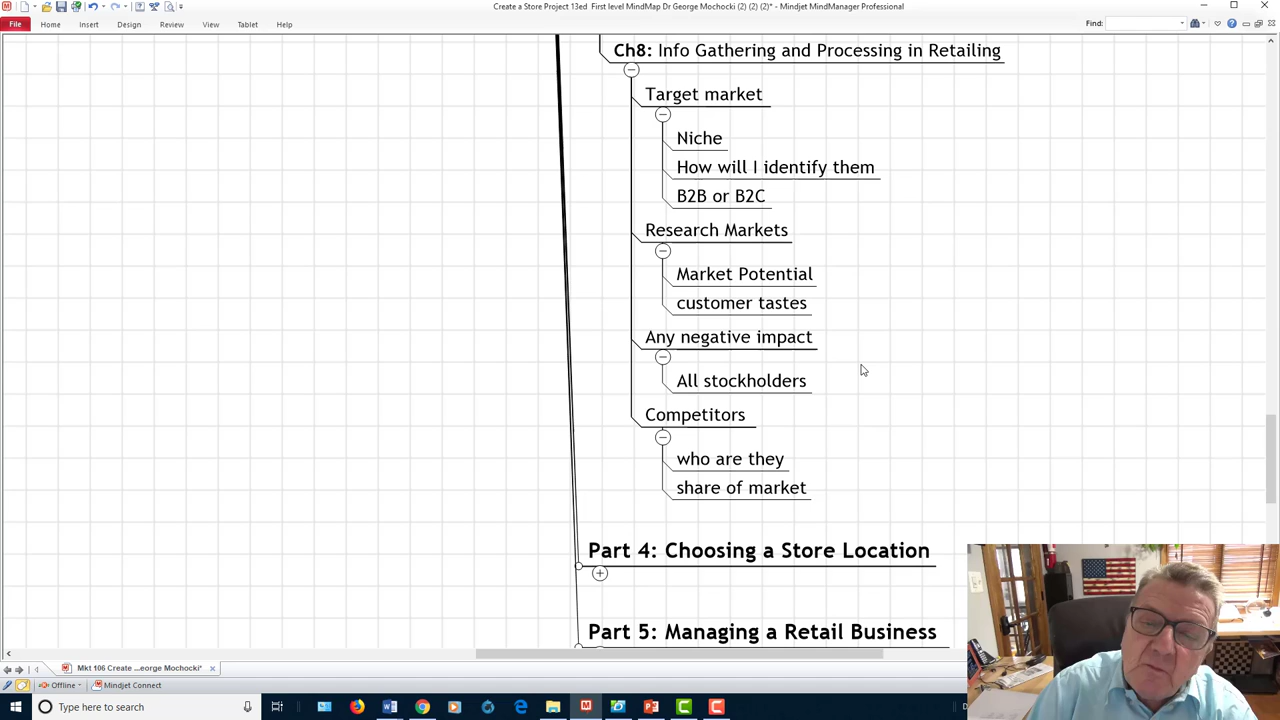 Create a Store Project 13ed First level MindMap Dr George Mochocki (2) (2) (2)* - Mindjet MindManager Professional
File Home Insert Design Review View Tablet Help Find:
Ch8: Info Gathering and Processing in Retailing
Target market
Niche
How will I identify them
B2B or B2C
Research Markets
Market Potential
customer tastes
Any negative impact
All stockholders
Competitors
who are they
share of market
Part 4: Choosing a Store Location
Part 5: Managing a Retail Business
Mkt 106 Create ...eorge Mochocki*
Offline Mindjet Connect
Type here to search